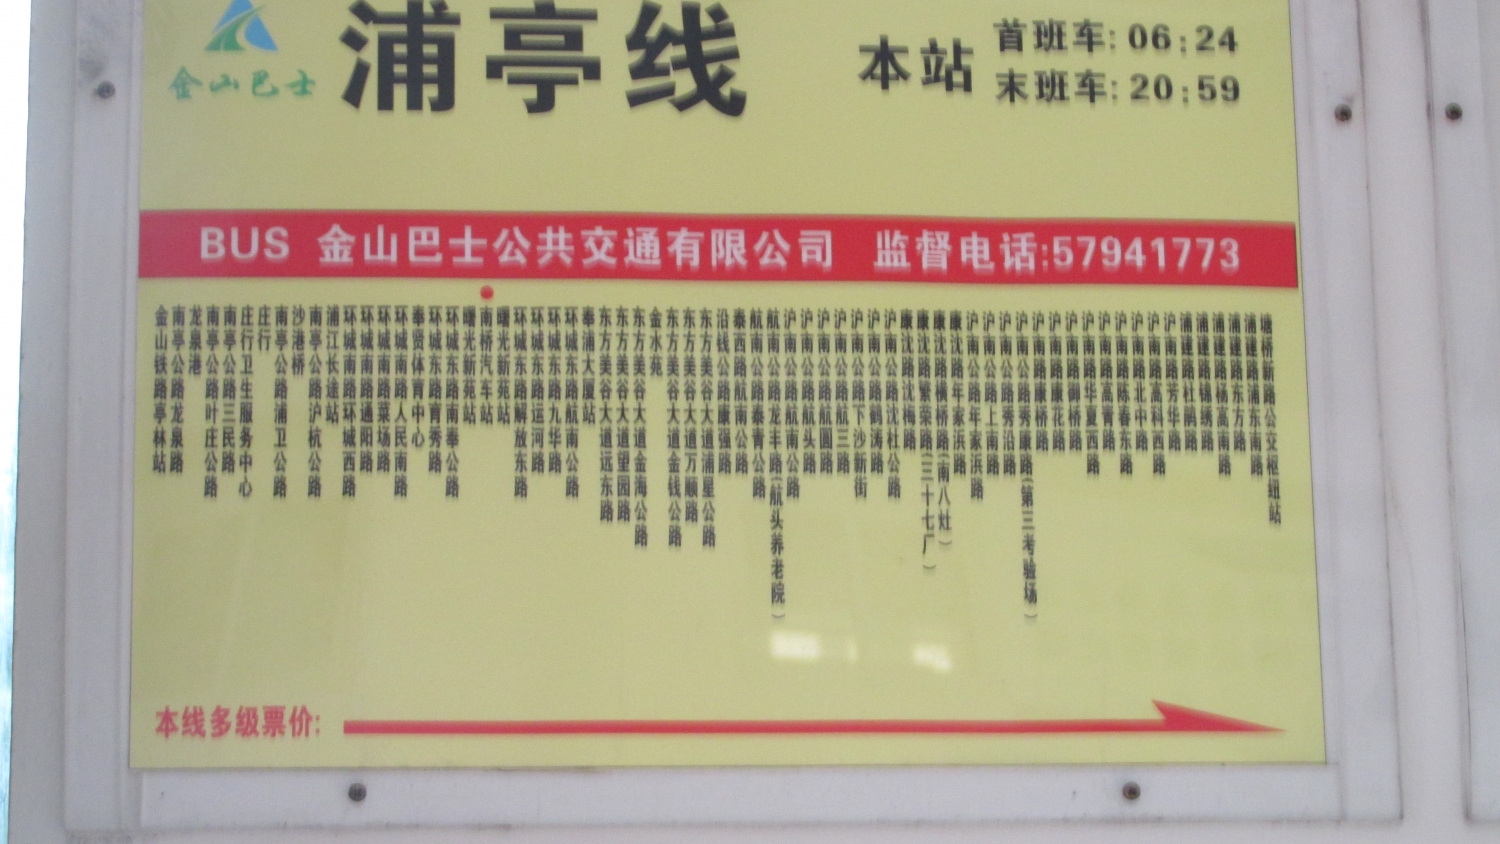 金山巴士
浦亭线
本站
首班车: 06:24
末班车: 20:59
BUS 金山巴士公共交通有限公司 监督电话:57941773
金山铁路亭林站
南亭公路龙泉路
龙泉港
南亭公路叶庄公路
南亭公路三民路
庄行卫生服务中心
庄行
南亭公路浦卫公路
沙港桥
南亭公路沪杭公路
浦江长途站
环城南路环城西路
环城南路通阳路
环城南路菜场路
环城南路人民南路
奉贤体育中心
环城东路育秀路
环城东路南奉公路
曙光新苑站
南桥汽车站
曙光新苑站
环城东路解放东路
环城东路运河路
环城东路九华路
环城东路航南公路
奉浦大厦站
东方美谷大道远东路
东方美谷大道望园路
东方美谷大道金海公路
金水苑
东方美谷大道金钱公路
东方美谷大道万顺路
东方美谷大道浦星公路
沿钱公路康强路
泰西路航南公路
航南公路泰青公路
航南公路龙丰路(航头养老院)
沪南公路航南公路
沪南公路航头路
沪南公路航圆路
沪南公路航三路
沪南公路下沙新街
沪南公路鹤涛路
沪南公路沈杜公路
康沈路沈梅路
康沈路繁荣路(三十七厂)
康沈路横桥路(南八灶)
康沈路年家浜路
沪南公路年家浜路
沪南公路上南路
沪南公路秀沿路
沪南公路秀康路(第三考验场)
沪南路康桥路
沪南路康花路
沪南路御桥路
沪南路华夏西路
沪南路高青路
沪南路陈春东路
沪南路北中路
沪南路高科西路
沪南路芳华路
浦建路杜鹃路
浦建路锦绣路
浦建路杨高南路
浦建路东方路
浦建路浦东南路
塘桥新路公交枢纽站
本线多级票价: